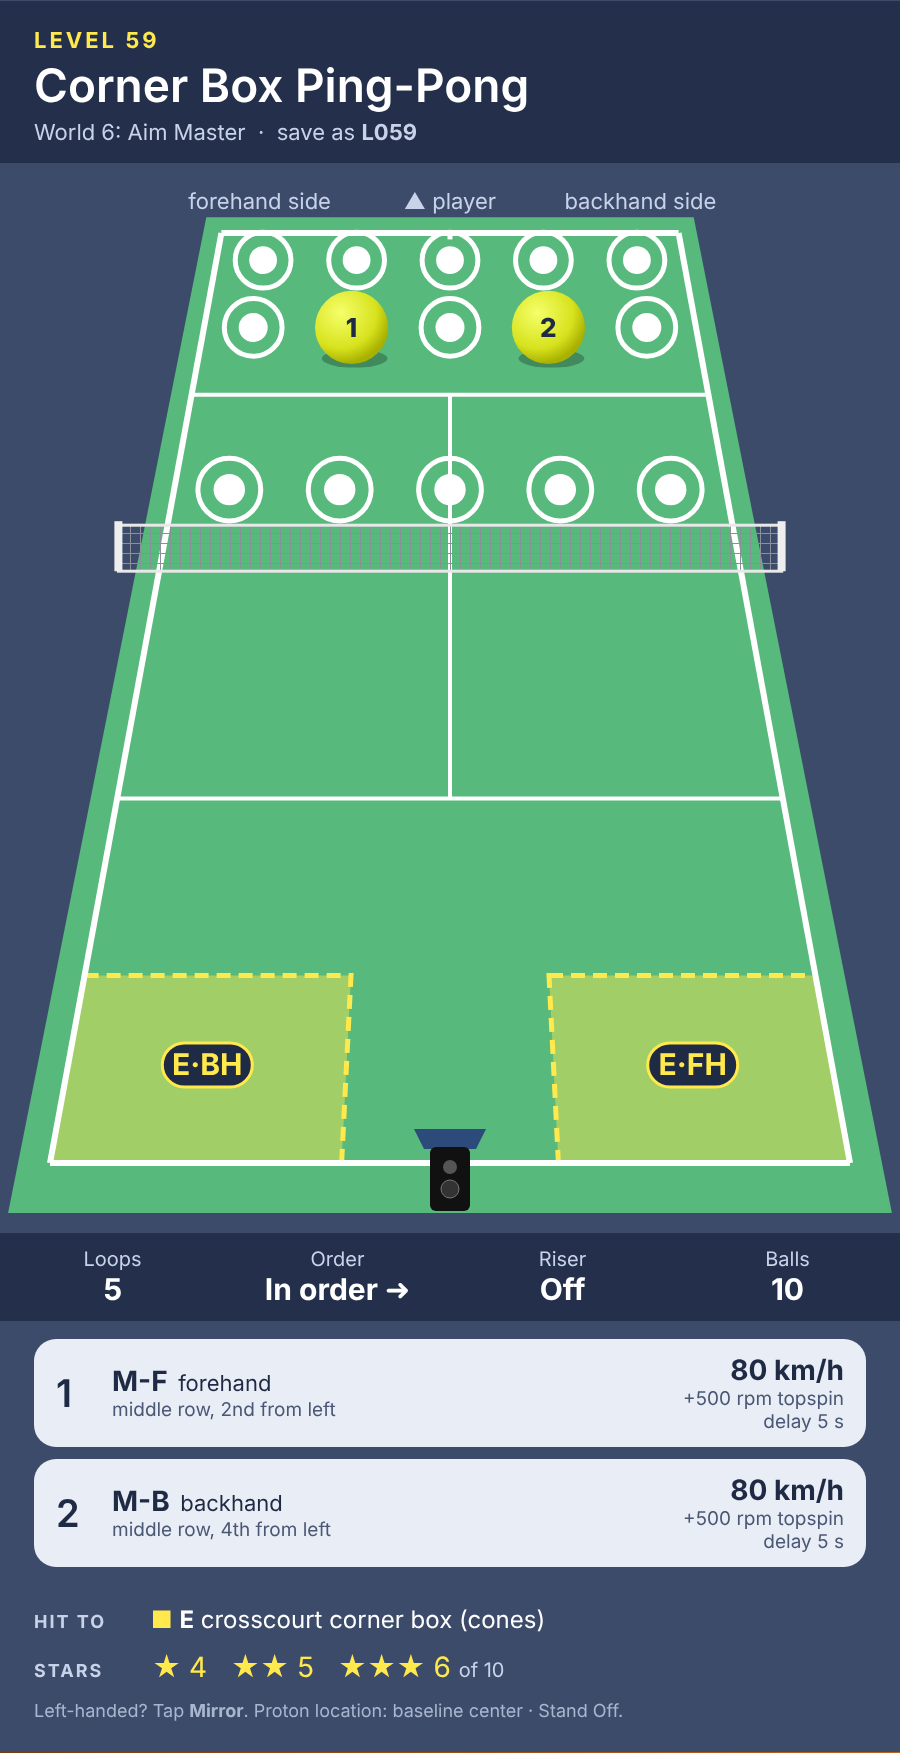 LEVEL 59
Corner Box Ping-Pong
World 6: Aim Master · save as L059
forehand side ▲ player backhand side
1 2
E·BH E·FH
Loops Order Riser Balls
5 In order ➜ Off 10
1 M-F forehand 80 km/h
middle row, 2nd from left +500 rpm topspin
delay 5 s
2 M-B backhand 80 km/h
middle row, 4th from left +500 rpm topspin
delay 5 s
HIT TO E crosscourt corner box (cones)
STARS ★ 4 ★★ 5 ★★★ 6 of 10
Left-handed? Tap Mirror. Proton location: baseline center · Stand Off.